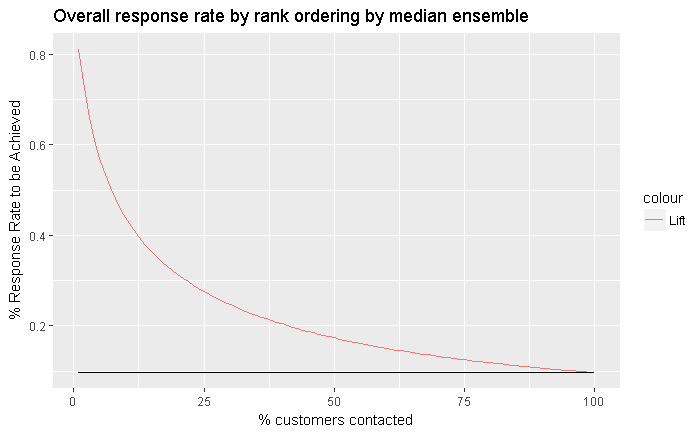 Overall response rate by rank ordering by median ensemble
% Response Rate to be Achieved
0.8
0.6
0.4
0.2
0
25
50
75
100
% customers contacted
colour
Lift